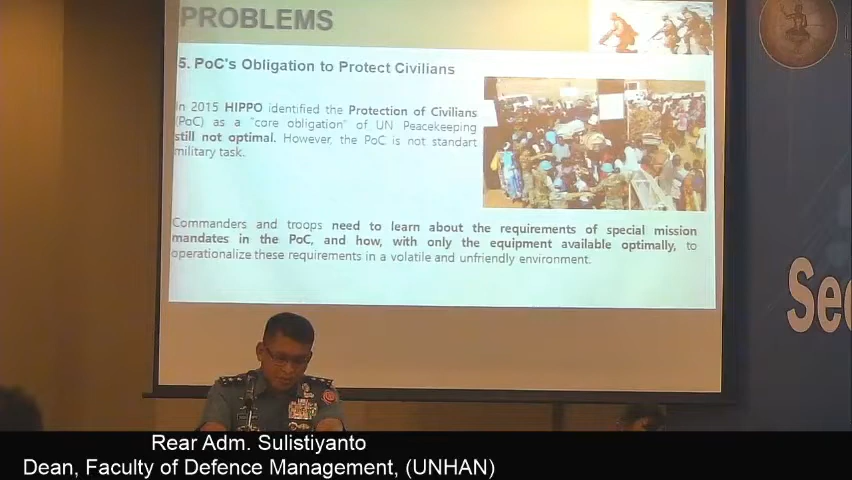 PROBLEMS
5. PoC's Obligation to Protect Civilians
In 2015 HIPPO identified the Protection of Civilians
(PoC) as a "core obligation" of UN Peacekeeping
still not optimal. However, the PoC is not standart
military task.
Commanders and troops need to learn about the requirements of special mission
mandates in the PoC, and how, with only the equipment available optimally, to
operationalize these requirements in a volatile and unfriendly environment.
Sec
Rear Adm. Sulistiyanto
Dean, Faculty of Defence Management, (UNHAN)